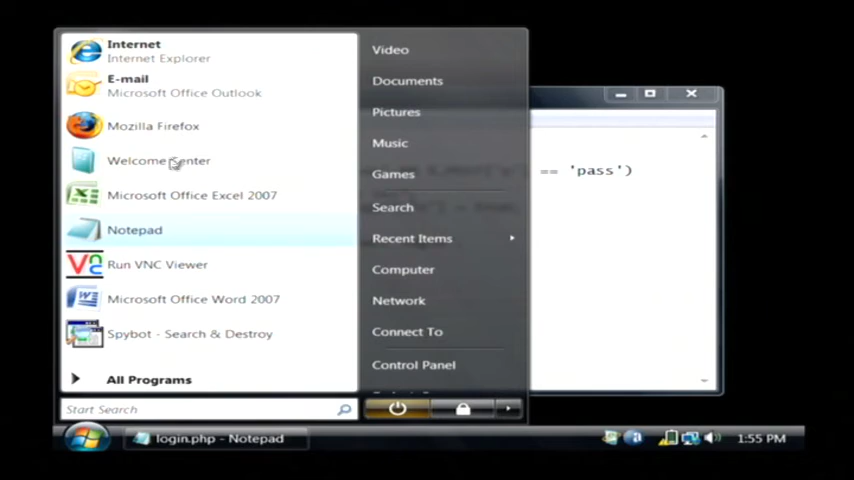 Internet
Internet Explorer
E-mail
Microsoft Office Outlook
Mozilla Firefox
Welcome Center
Microsoft Office Excel 2007
Notepad
Run VNC Viewer
Microsoft Office Word 2007
Spybot - Search & Destroy
All Programs
Start Search
Video
Documents
Pictures
Music
Games
Search
Recent Items
Computer
Network
Connect To
Control Panel
== 'pass')
login.php - Notepad
1:55 PM